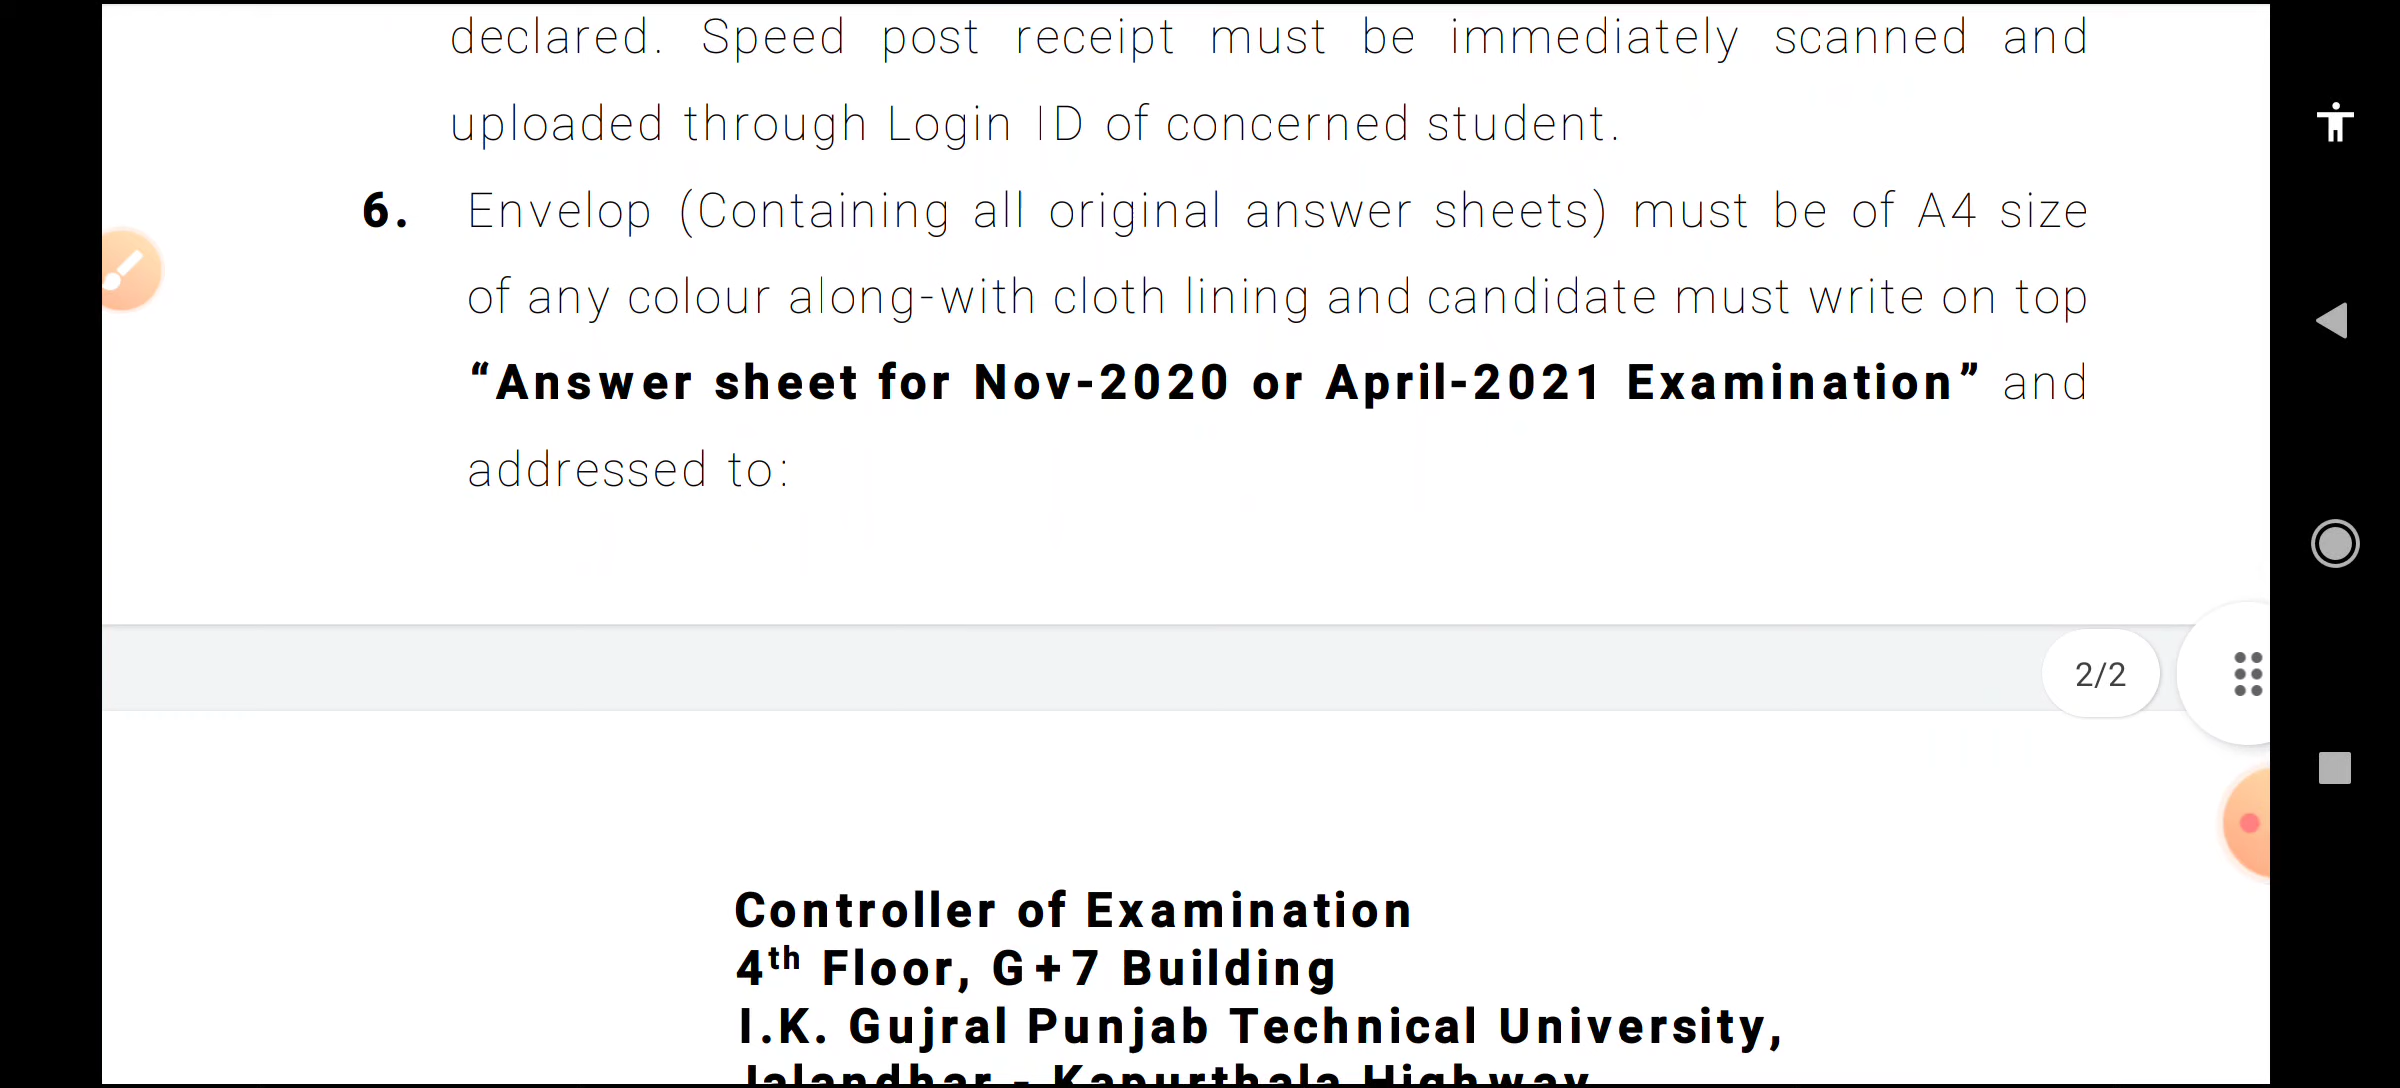 declared. Speed post receipt must be immediately scanned and
uploaded through Login ID of concerned student.
6. Envelop (Containing all original answer sheets) must be of A4 size
of any colour along-with cloth lining and candidate must write on top
“Answer sheet for Nov-2020 or April-2021 Examination” and
addressed to:
2/2
Controller of Examination
4th Floor, G+7 Building
I.K. Gujral Punjab Technical University,
Jalandhar - Kapurthala Highway